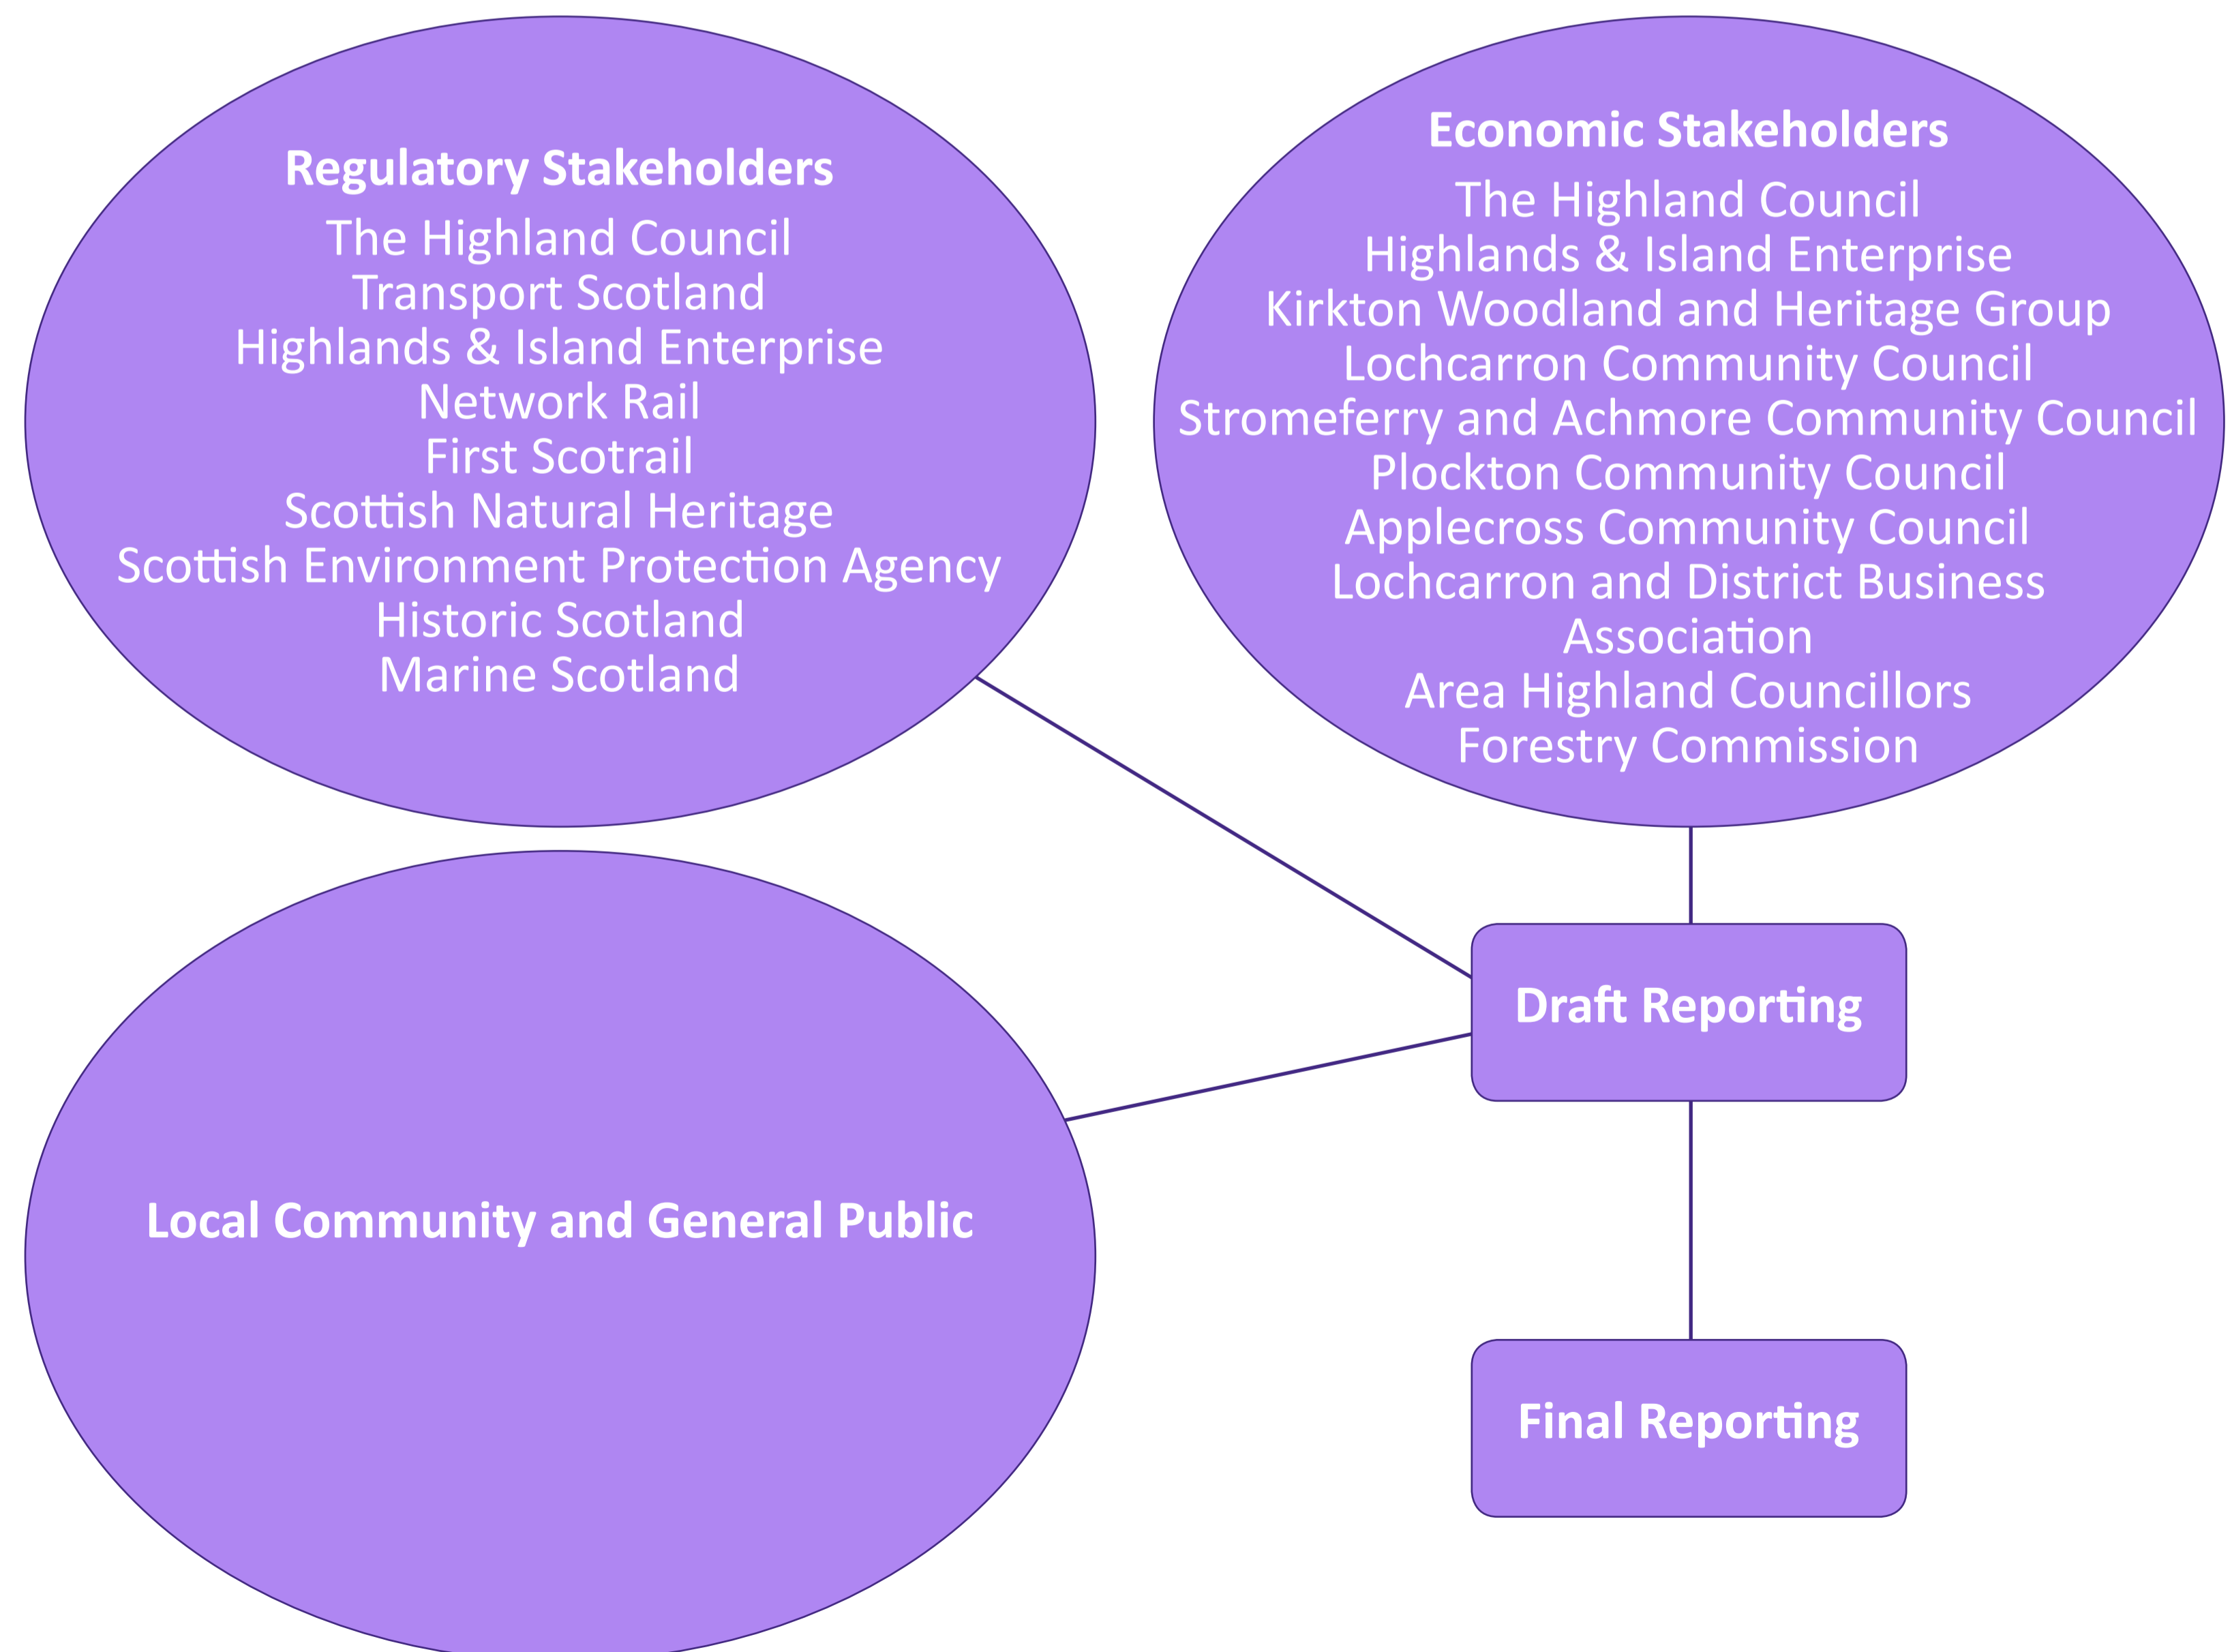 Regulatory Stakeholders
The Highland Council
Transport Scotland
Highlands & Island Enterprise
Network Rail
First Scotrail
Scottish Natural Heritage
Scottish Environment Protection Agency
Historic Scotland
Marine Scotland
Economic Stakeholders
The Highland Council
Highlands & Island Enterprise
Kirkton Woodland and Heritage Group
Lochcarron Community Council
Stromeferry and Achmore Community Council
Plockton Community Council
Applecross Community Council
Lochcarron and District Business
Association
Area Highland Councillors
Forestry Commission
Draft Reporting
Local Community and General Public
Final Reporting